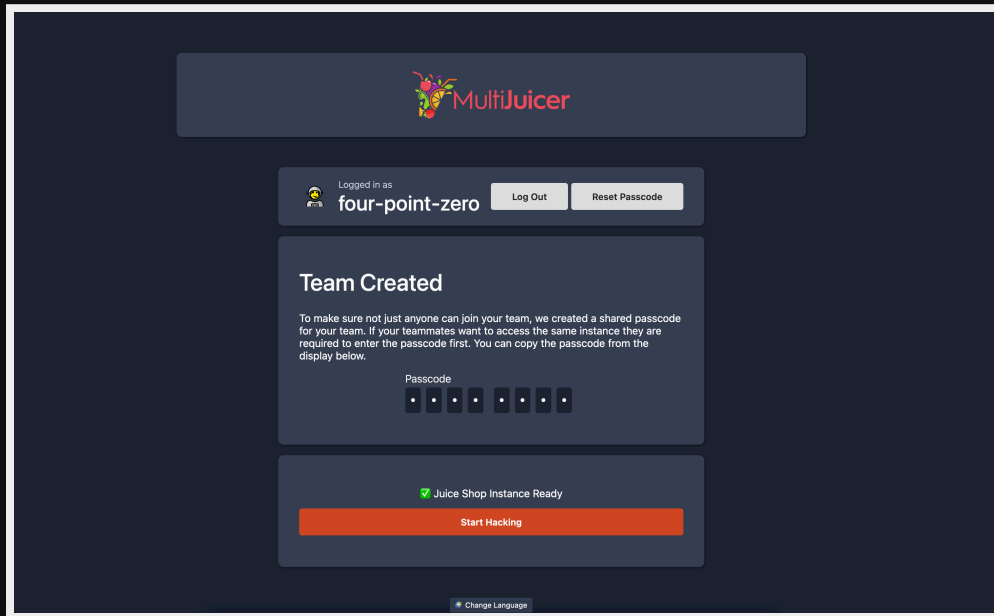 MultiJuicer
Logged in as
four-point-zero
Log Out
Reset Passcode
Team Created
To make sure not just anyone can join your team, we created a shared passcode
for your team. If your teammates want to access the same instance they are
required to enter the passcode first. You can copy the passcode from the
display below.
Passcode
• • • • • • • •
✅ Juice Shop Instance Ready
Start Hacking
Change Language